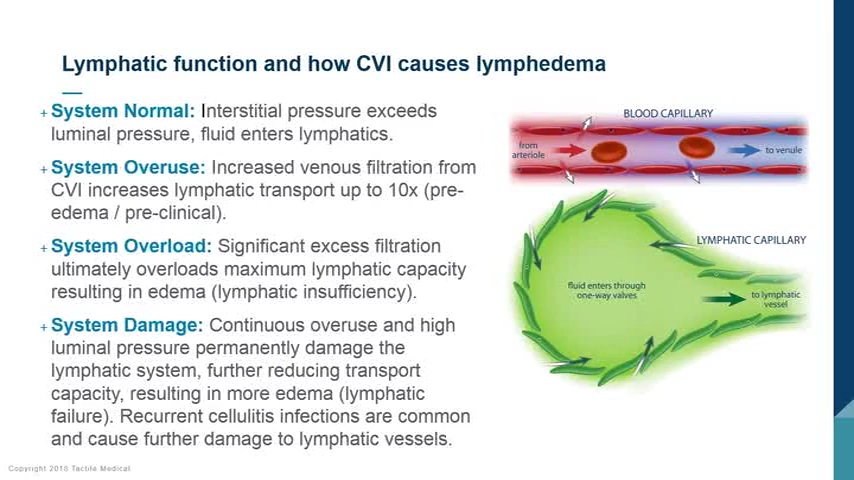 Lymphatic function and how CVI causes lymphedema
+ System Normal: Interstitial pressure exceeds
luminal pressure, fluid enters lymphatics.
+ System Overuse: Increased venous filtration from
CVI increases lymphatic transport up to 10x (pre-
edema / pre-clinical).
+ System Overload: Significant excess filtration
ultimately overloads maximum lymphatic capacity
resulting in edema (lymphatic insufficiency).
+ System Damage: Continuous overuse and high
luminal pressure permanently damage the
lymphatic system, further reducing transport
capacity, resulting in more edema (lymphatic
failure). Recurrent cellulitis infections are common
and cause further damage to lymphatic vessels.
BLOOD CAPILLARY
from
arteriole
to venule
LYMPHATIC CAPILLARY
fluid enters through
one-way valves
to lymphatic
vessel
Copyright 2010 Tactile Medical